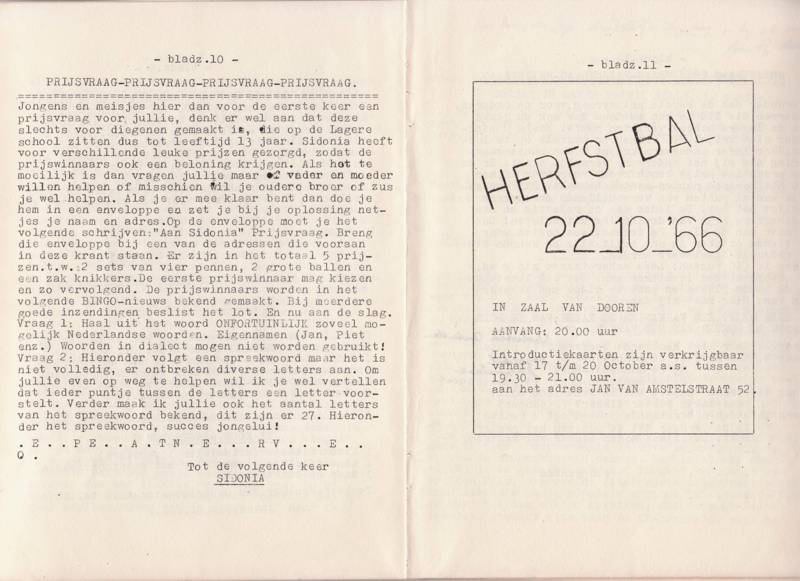 - bladz.10 -
PRIJSVRAAG-PRIJSVRAAG-PRIJSVRAAG-PRIJSVRAAG.
================================================
Jongens en meisjes hier dan voor de eerste keer een
prijsvraag voor jullie, denk er wel aan dat deze
slechts voor diegenen gemaakt is, die op de Lagere
school zitten dus tot leeftijd 13 jaar. Sidonia heeft
voor verschillende leuke prijzen gezorgd, zodat de
prijswinnaars ook een beloning krijgen. Als het te
moeilijk is dan vragen jullie maar of vader en moeder
willen helpen of misschien wil je oudere broer of zus
je wel helpen. Als je er mee klaar bent dan doe je
hem in een enveloppe en zet je bij je oplossing net-
jes je naam en adres.Op de enveloppe moet je het
volgende schrijven:"Aan Sidonia" Prijsvraag. Breng
die enveloppe bij een van de adressen die vooraan
in deze krant staan. Er zijn in het totaal 5 prij-
zen.t.w.:2 sets van vier pennen, 2 grote ballen en
een zak knikkers.De eerste prijswinnaar mag kiezen
en zo vervolgend. De prijswinnaars worden in het
volgende BINGO-nieuws bekend gemaakt. Bij meerdere
goede inzendingen beslist het lot. En nu aan de slag.
Vraag 1: Haal uit het woord ONFORTUINLIJK zoveel mo-
gelijk Nederlandse woorden. Eigennamen (Jan, Piet
enz.) Woorden in dialect mogen niet worden gebruikt!
Vraag 2: Hieronder volgt een spreekwoord maar het is
niet volledig, er ontbreken diverse letters aan. Om
jullie even op weg te helpen wil ik je wel vertellen
dat ieder puntje tussen de letters een letter voor-
stelt. Verder maak ik jullie ook het aantal letters
van het spreekwoord bekend, dit zijn er 27. Hieron-
der het spreekwoord, succes jongelui!
. E . . P E . . A . T N . E . . . R V . . . E . .
O .
Tot de volgende keer
SIDONIA
- bladz.11 -
HERFSTBAL
22_10_'66
IN ZAAL VAN DOOREN
AANVANG: 20.00 uur
Introductiekaarten zijn verkrijgbaar
vanaf 17 t/m 20 October a.s. tussen
19.30 - 21.00 uur.
aan het adres JAN VAN AMSTELSTRAAT 52.